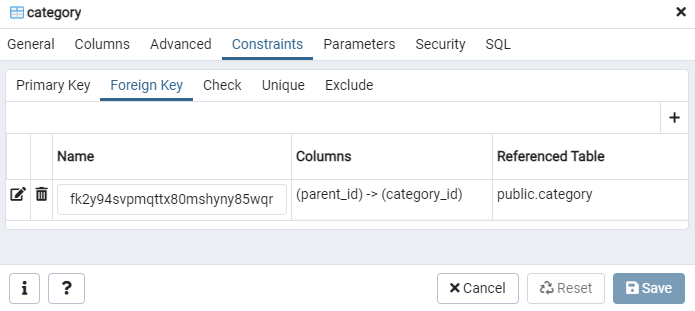 category
General Columns Advanced Constraints Parameters Security SQL
Primary Key Foreign Key Check Unique Exclude
Name Columns Referenced Table
fk2y94svpmqttx80mshyny85wqr (parent_id) -> (category_id) public.category
i ? Cancel Reset Save